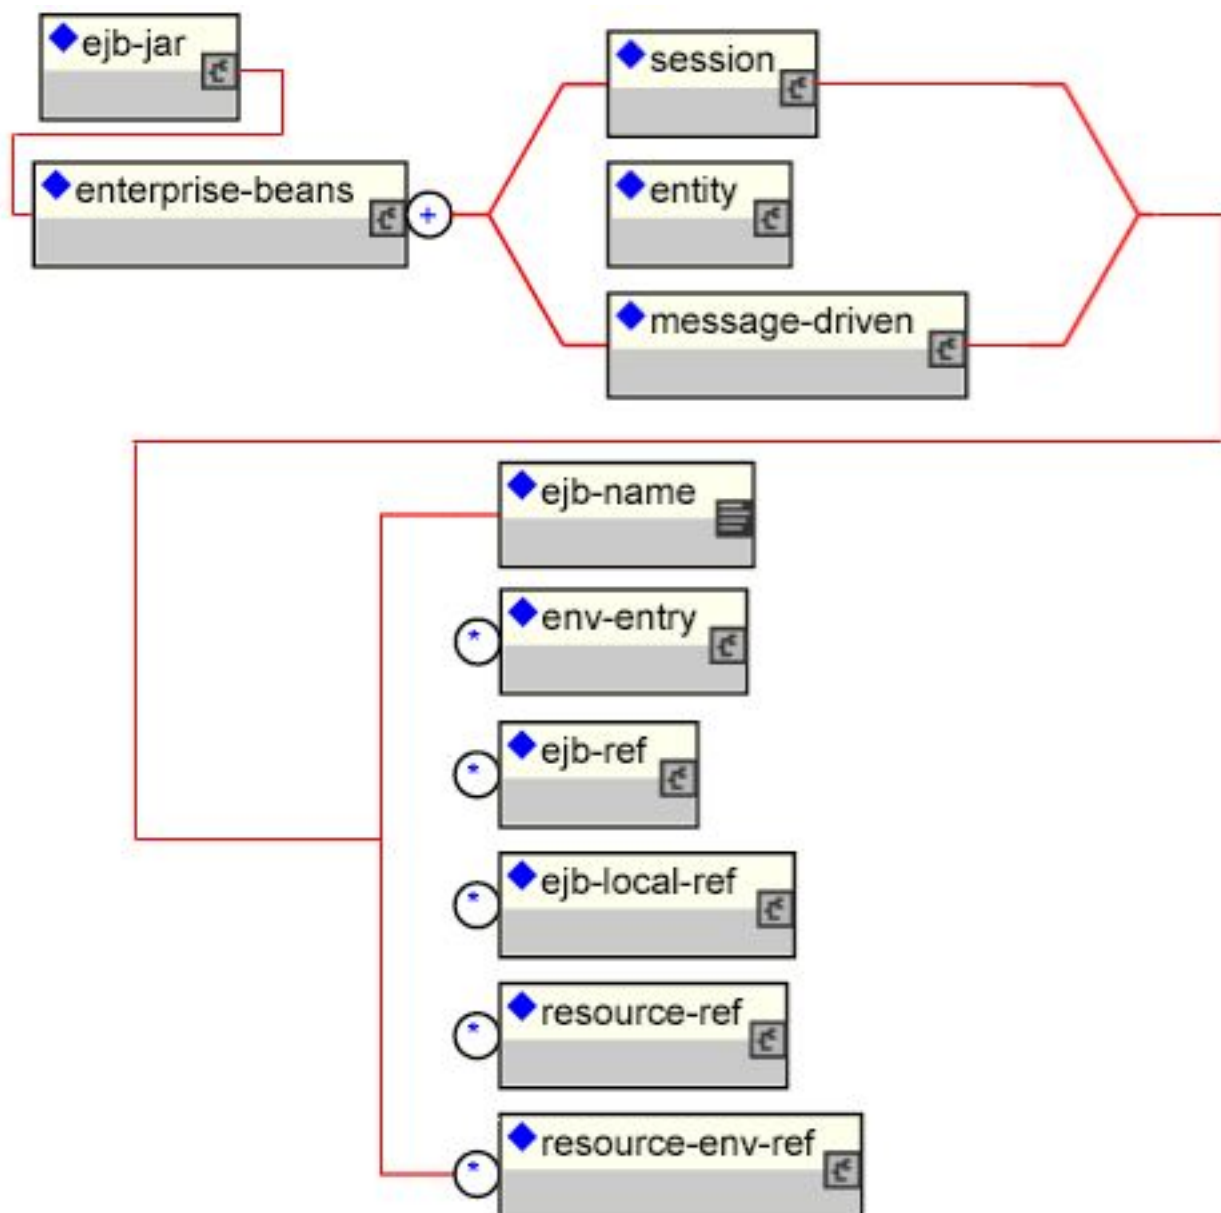 ejb-jar
session
enterprise-beans
+
entity
message-driven
ejb-name
env-entry
*
ejb-ref
*
ejb-local-ref
*
resource-ref
*
resource-env-ref
*